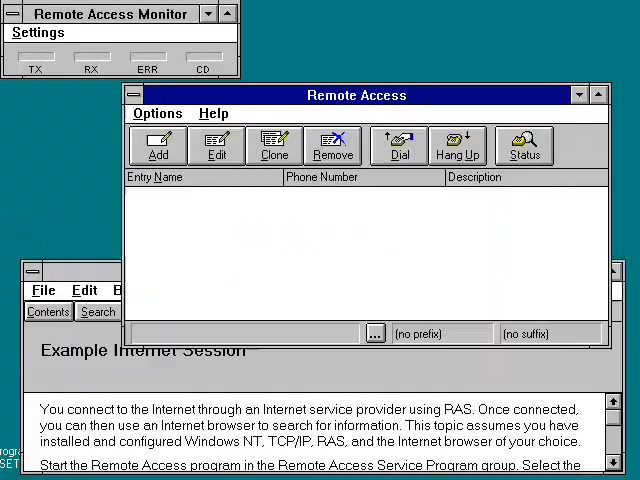 Remote Access Monitor
Settings
TX RX ERR CD
Remote Access
Options Help
Add Edit Clone Remove Dial Hang Up Status
Entry Name Phone Number Description
... (no prefix) (no suffix)
File Edit B
Contents Search
Example Internet Session
You connect to the Internet through an Internet service provider using RAS. Once connected,
you can then use an Internet browser to search for information. This topic assumes you have
installed and configured Windows NT, TCP/IP, RAS, and the Internet browser of your choice.
Start the Remote Access program in the Remote Access Service Program group. Select the
SET